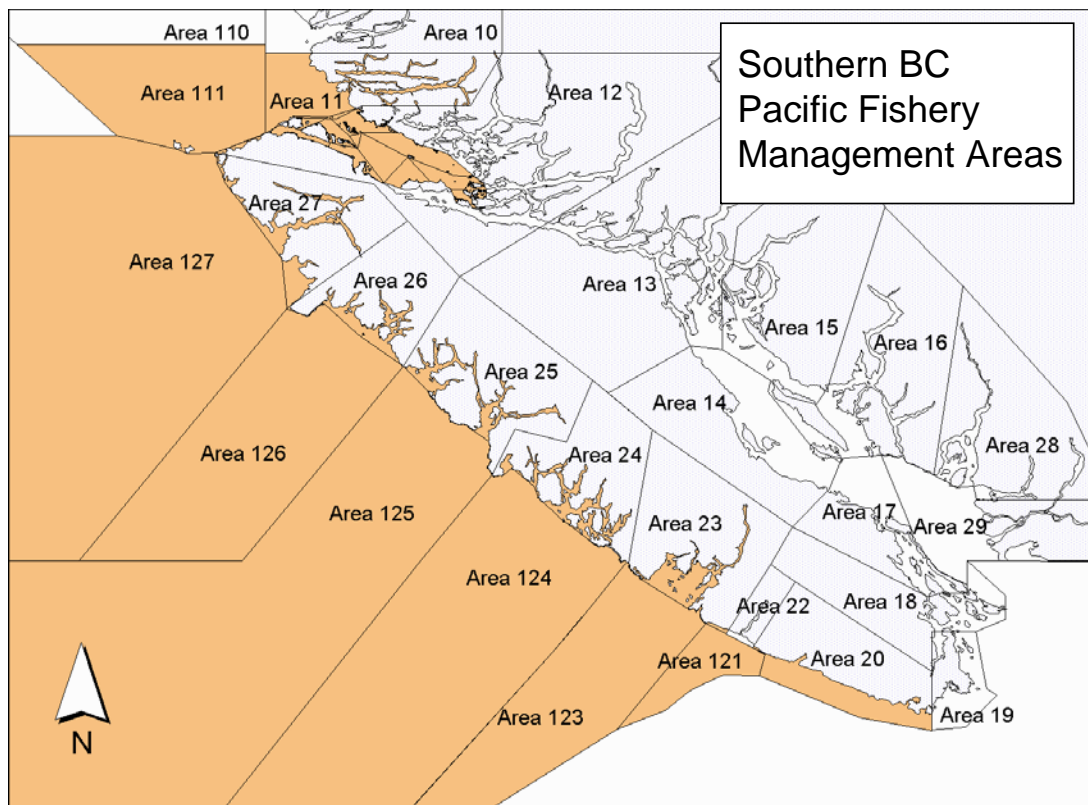 Area 110
Area 10
Southern BC
Pacific Fishery
Management Areas
Area 111
Area 11
Area 12
Area 27
Area 127
Area 26
Area 13
Area 15
Area 16
Area 25
Area 14
Area 126
Area 24
Area 28
Area 125
Area 23
Area 17
Area 29
Area 124
Area 22
Area 18
Area 121
Area 20
Area 123
Area 19
N